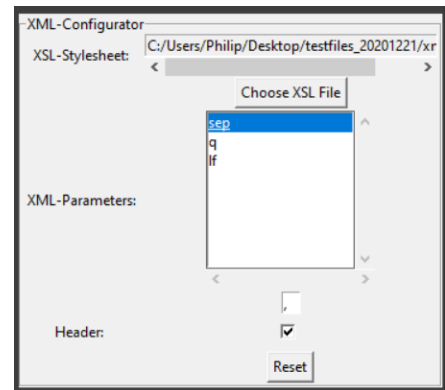 XML-Configurator
XSL-Stylesheet: C:/Users/Philip/Desktop/testfiles_20201221/xr
Choose XSL File
sep
q
lf
XML-Parameters:
,
Header:
Reset